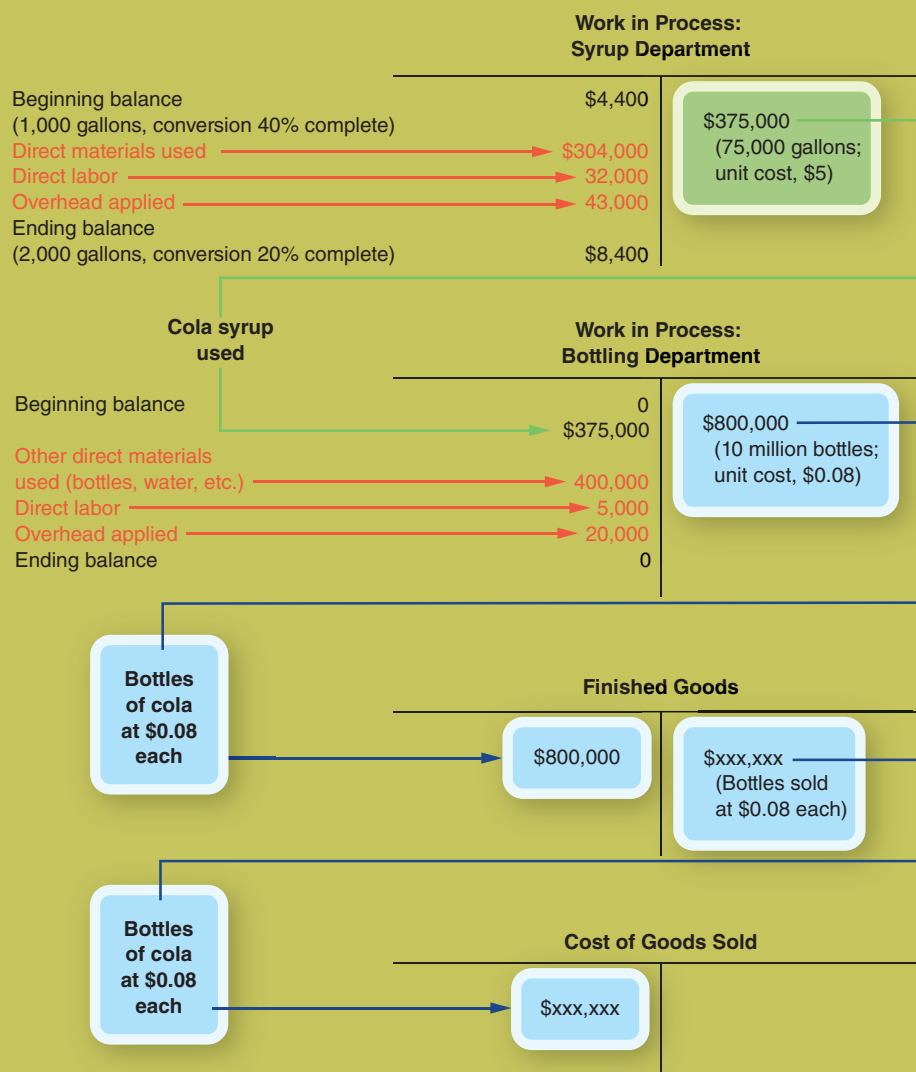 Work in Process:
Syrup Department
Beginning balance $4,400
(1,000 gallons, conversion 40% complete)
Direct materials used $304,000
Direct labor 32,000
Overhead applied 43,000
Ending balance
(2,000 gallons, conversion 20% complete) $8,400
$375,000
(75,000 gallons;
unit cost, $5)
Cola syrup
used
Work in Process:
Bottling Department
Beginning balance 0
$375,000
Other direct materials
used (bottles, water, etc.) 400,000
Direct labor 5,000
Overhead applied 20,000
Ending balance 0
$800,000
(10 million bottles;
unit cost, $0.08)
Bottles
of cola
at $0.08
each
Finished Goods
$800,000
$xxx,xxx
(Bottles sold
at $0.08 each)
Bottles
of cola
at $0.08
each
Cost of Goods Sold
$xxx,xxx